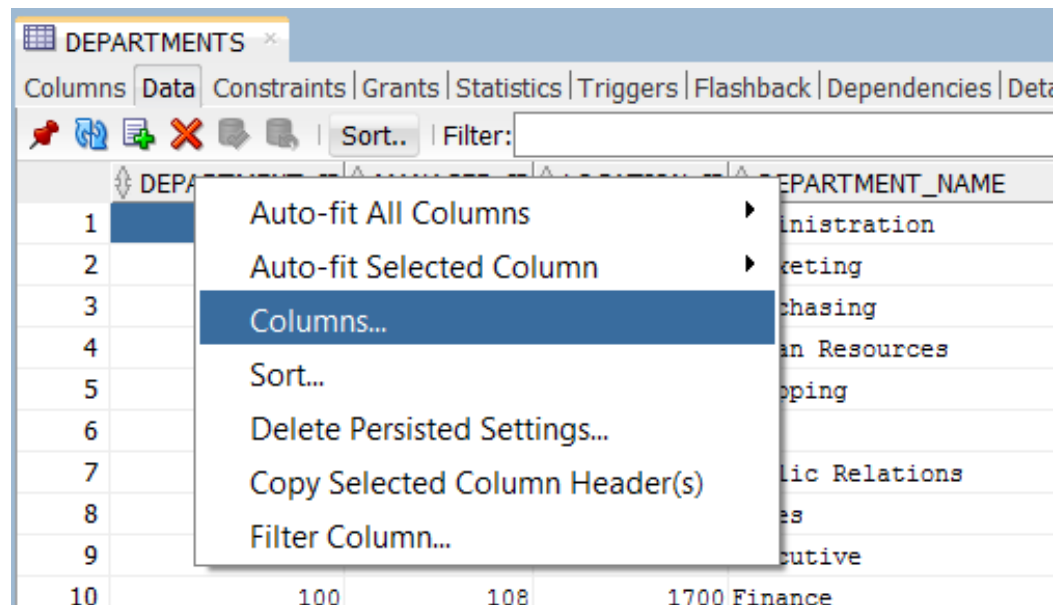 DEPARTMENTS
Columns Data Constraints Grants Statistics Triggers Flashback Dependencies
Sort.. Filter:
DEPARTMENT_NAME
1
2
3
4
5
6
7
8
9
10 100 108 1700 Finance
Auto-fit All Columns
Auto-fit Selected Column
Columns...
Sort...
Delete Persisted Settings...
Copy Selected Column Header(s)
Filter Column...